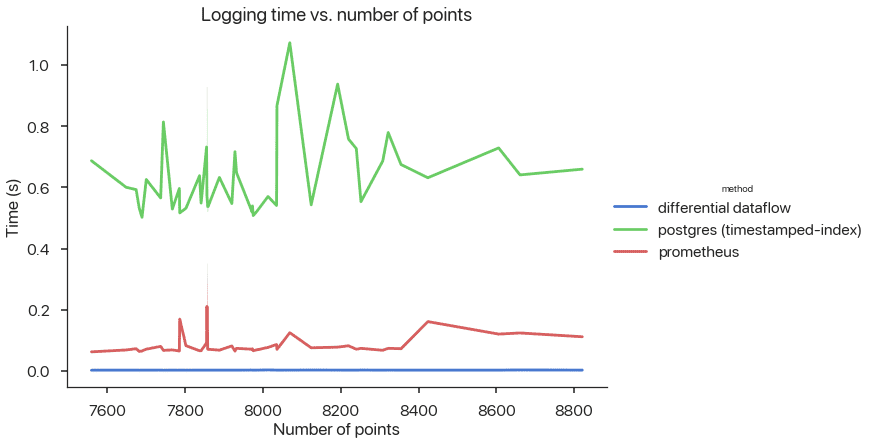 Logging time vs. number of points
1.0
0.8
0.6
0.4
0.2
0.0
Time (s)
7600 7800 8000 8200 8400 8600 8800
Number of points
method
differential dataflow
postgres (timestamped-index)
prometheus